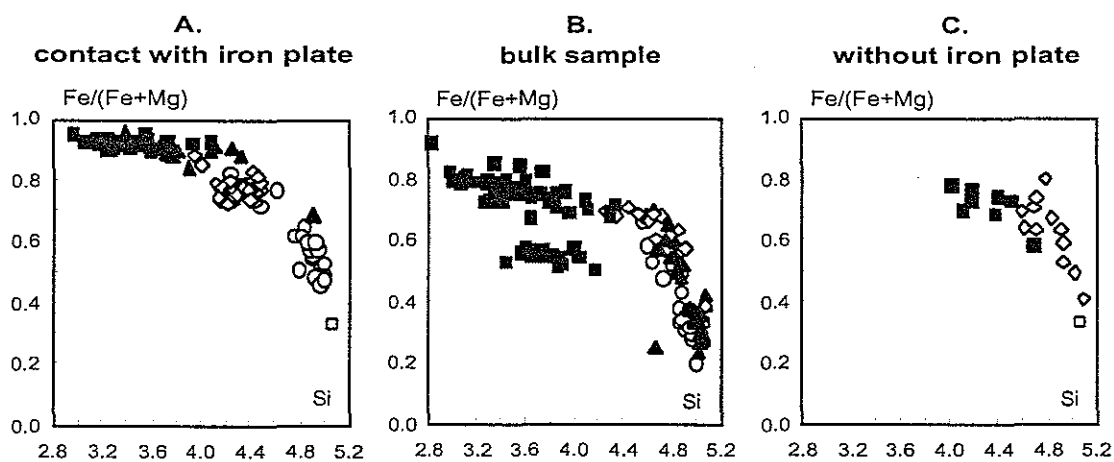 A.
contact with iron plate
B.
bulk sample
C.
without iron plate
Fe/(Fe+Mg)
1.0
0.8
0.6
0.4
0.2
0.0
Si
2.8 3.2 3.6 4.0 4.4 4.8 5.2
1.0
0.8
0.6
0.4
0.2
0.0
Si
2.8 3.2 3.6 4.0 4.4 4.8 5.2
Fe/(Fe+Mg)
Fe/(Fe+Mg)
1.0
0.8
0.6
0.4
0.2
0.0
Si
2.8 3.2 3.6 4.0 4.4 4.8 5.2